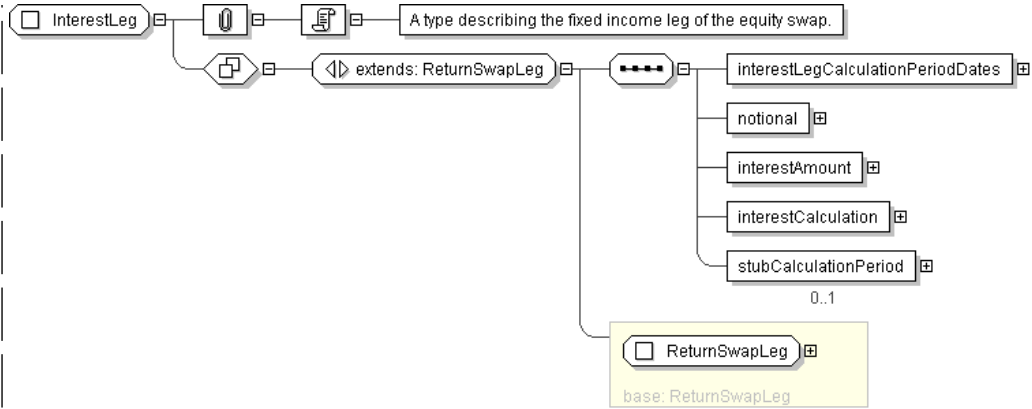 InterestLeg
A type describing the fixed income leg of the equity swap.
extends: ReturnSwapLeg
interestLegCalculationPeriodDates
notional
interestAmount
interestCalculation
stubCalculationPeriod
0..1
ReturnSwapLeg
base: ReturnSwapLeg